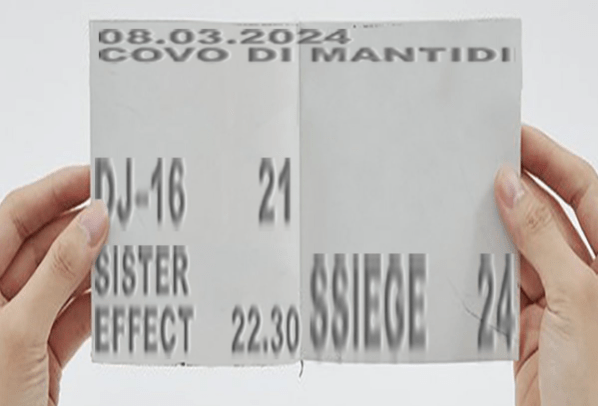 08.03.2024
COVO DI MANTIDI
DJ-16 21
SISTER
EFFECT 22.30
SSIEGE 24